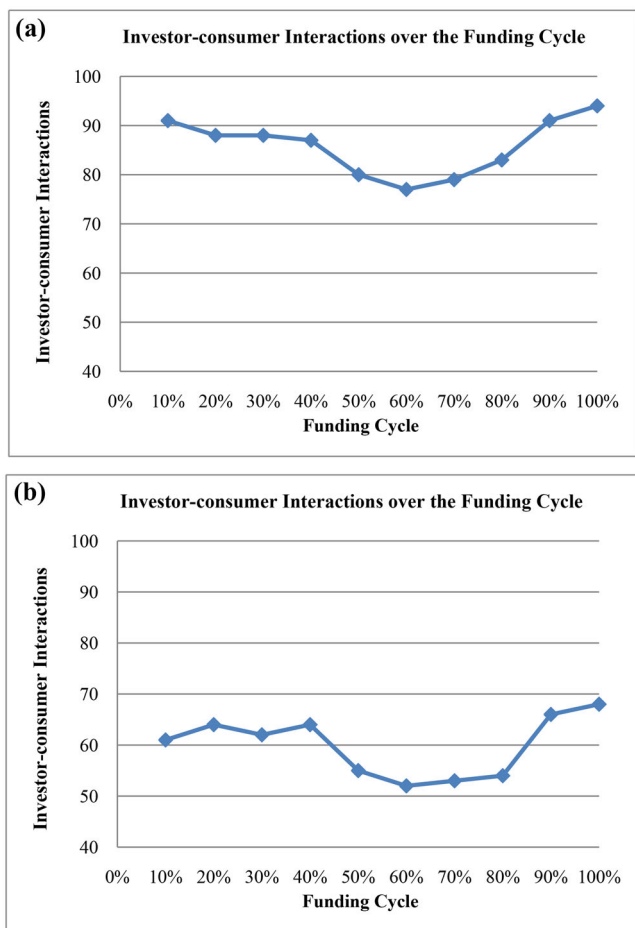 (a)
Investor-consumer Interactions over the Funding Cycle
Investor-consumer Interactions
100
90
80
70
60
50
40
0% 10% 20% 30% 40% 50% 60% 70% 80% 90% 100%
Funding Cycle
(b)
Investor-consumer Interactions over the Funding Cycle
Investor-consumer Interactions
100
90
80
70
60
50
40
0% 10% 20% 30% 40% 50% 60% 70% 80% 90% 100%
Funding Cycle